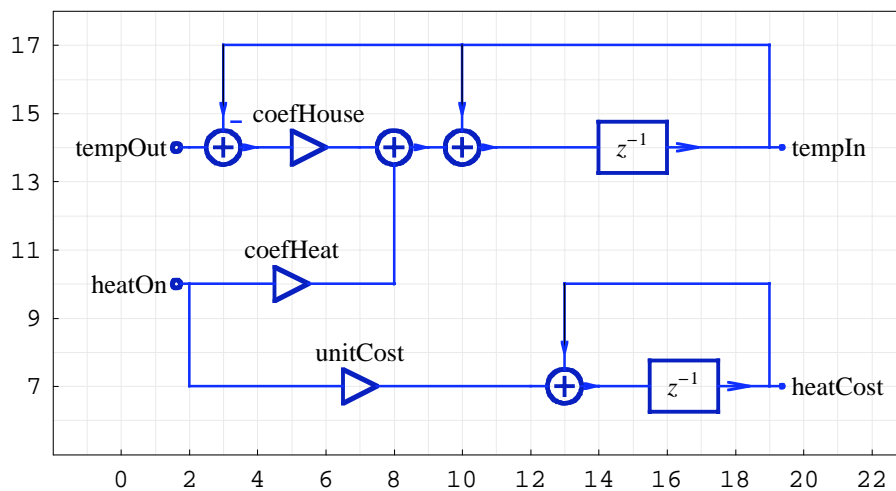 17
15
coefHouse
tempOut
z⁻¹
tempIn
13
coefHeat
heatOn
9
unitCost
7
z⁻¹
heatCost
0 2 4 6 8 10 12 14 16 18 20 22